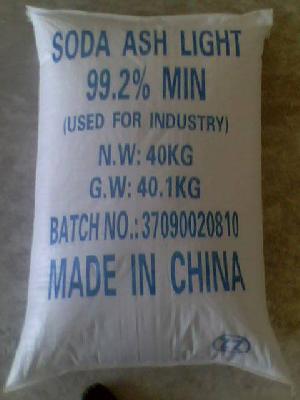 SODA ASH LIGHT
99.2% MIN
(USED FOR INDUSTRY)
N.W: 40KG
G.W: 40.1KG
BATCH NO.: 37090020810
MADE IN CHINA